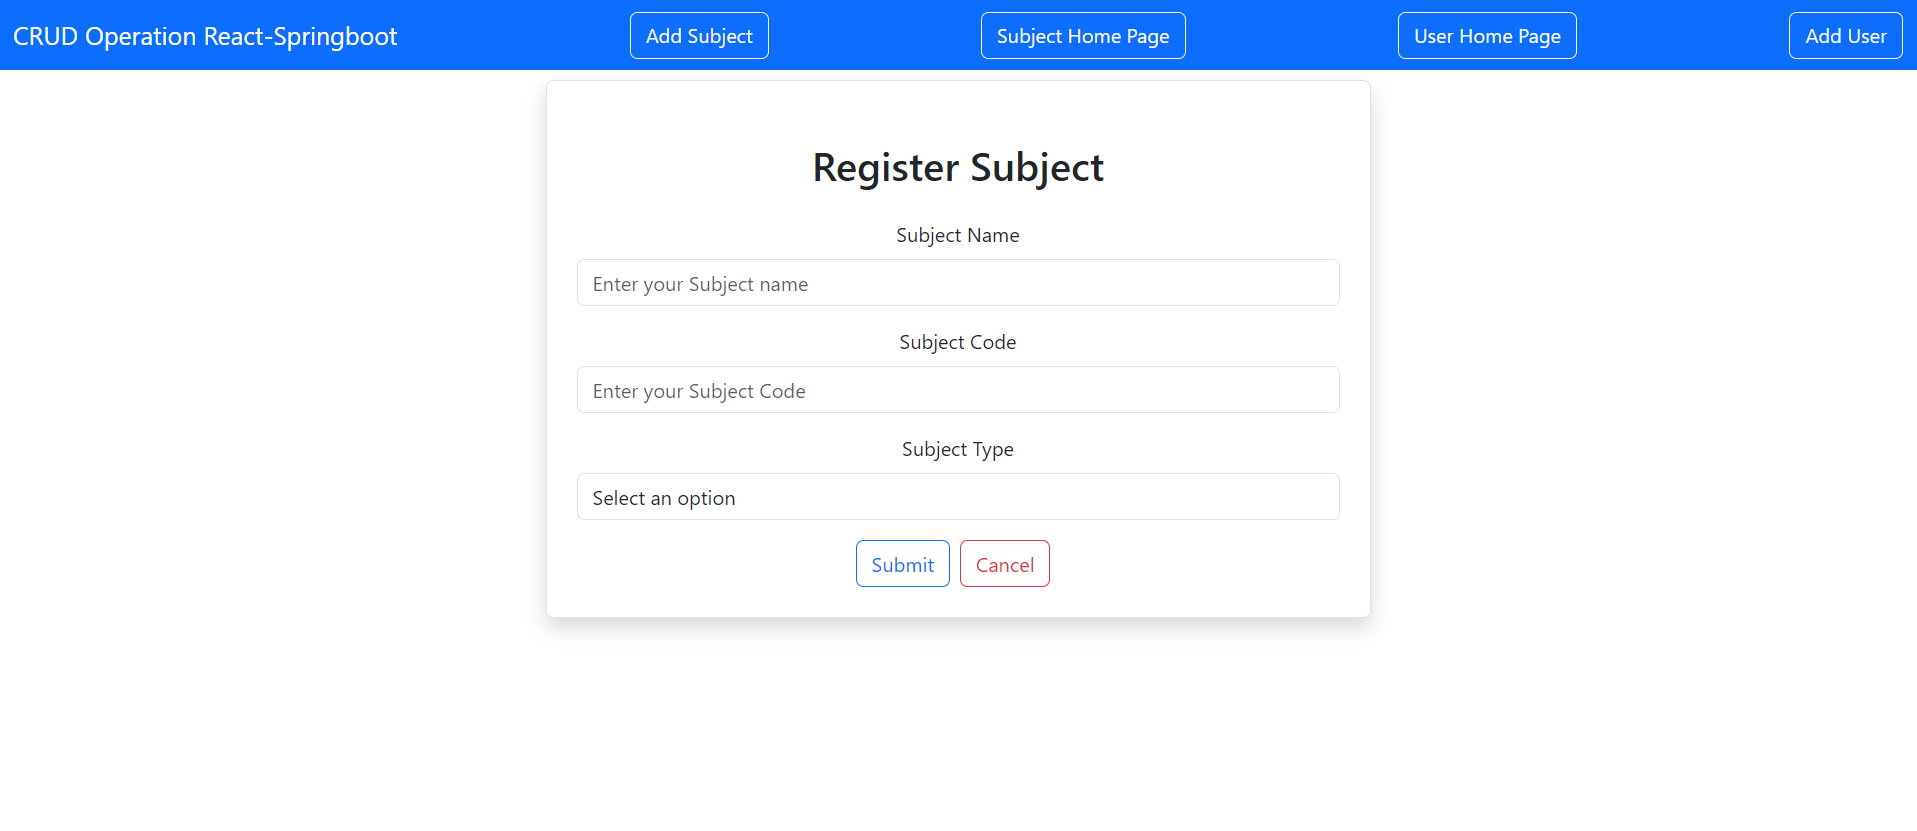 CRUD Operation React-Springboot Add Subject Subject Home Page User Home Page Add User
Register Subject
Subject Name
Enter your Subject name
Subject Code
Enter your Subject Code
Subject Type
Select an option
Submit Cancel